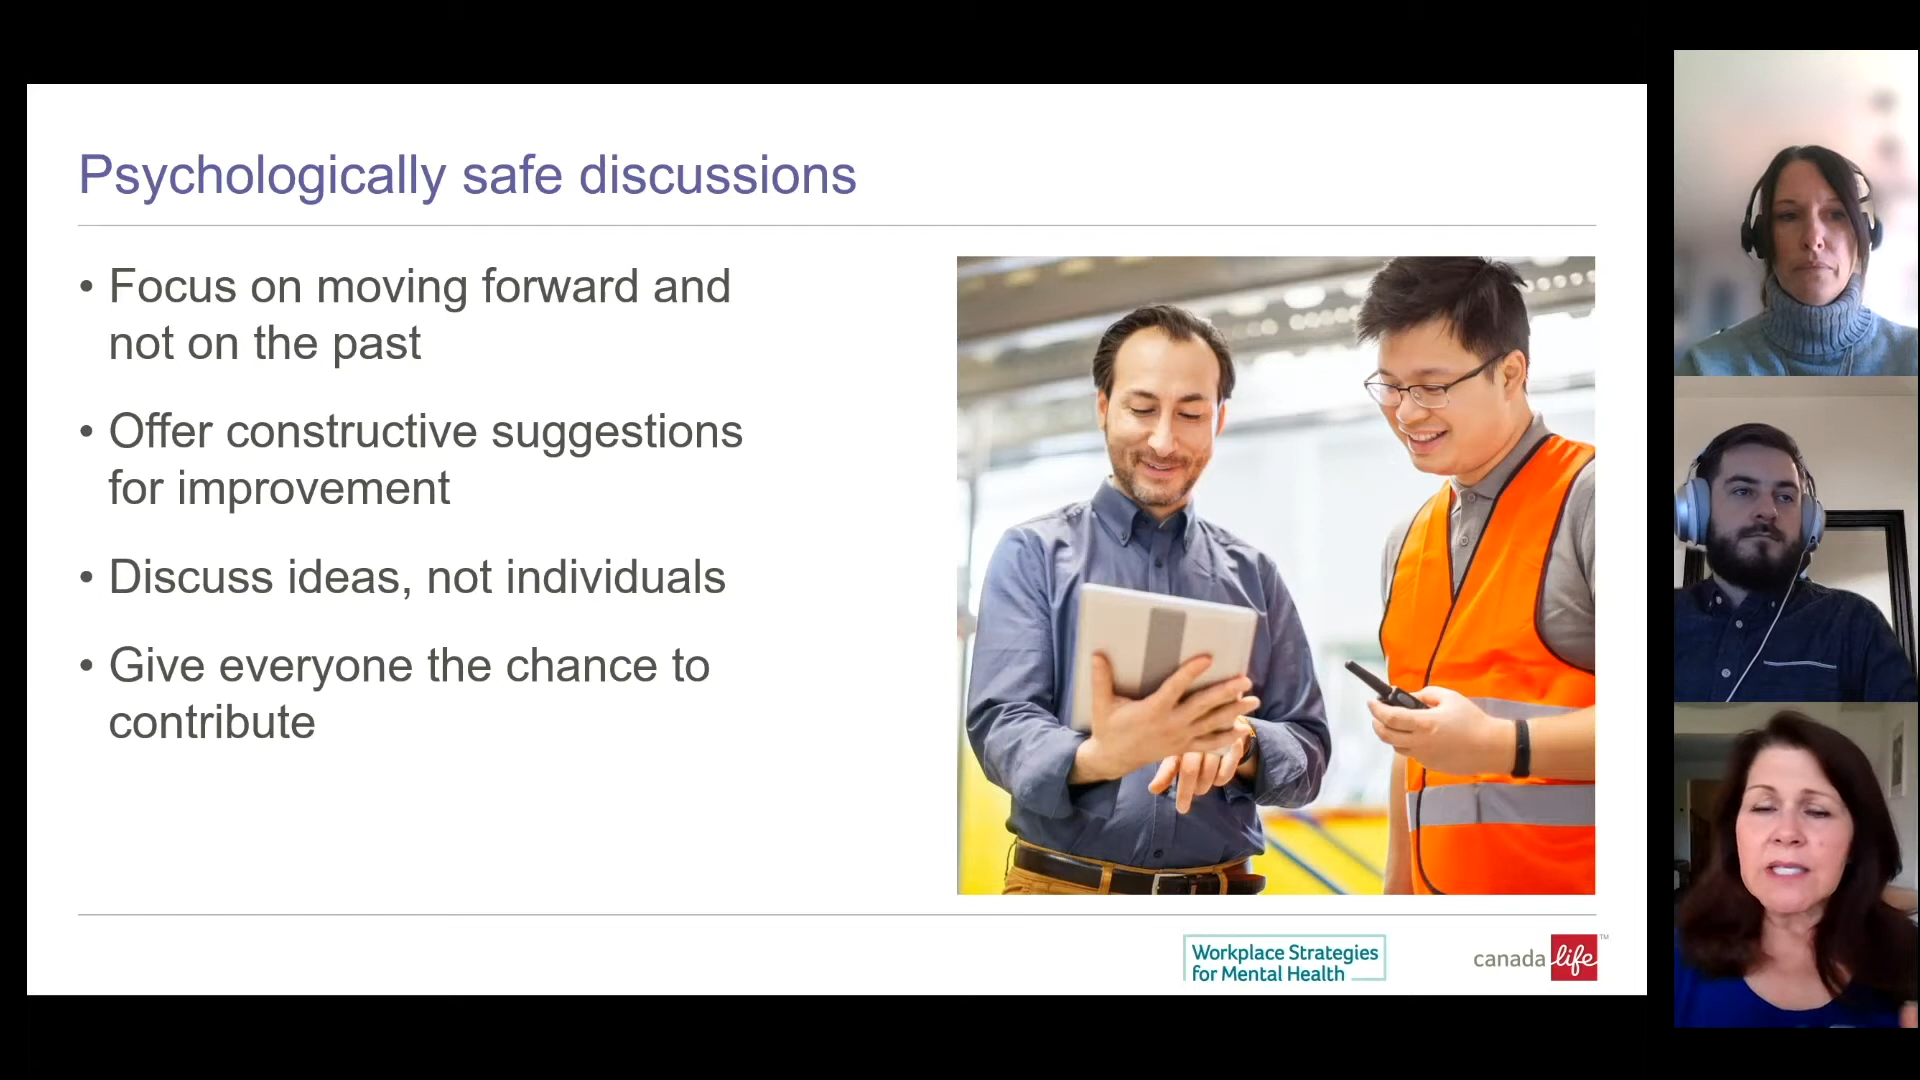 Psychologically safe discussions
• Focus on moving forward and
not on the past
• Offer constructive suggestions
for improvement
• Discuss ideas, not individuals
• Give everyone the chance to
contribute
Workplace Strategies
for Mental Health
canada life™